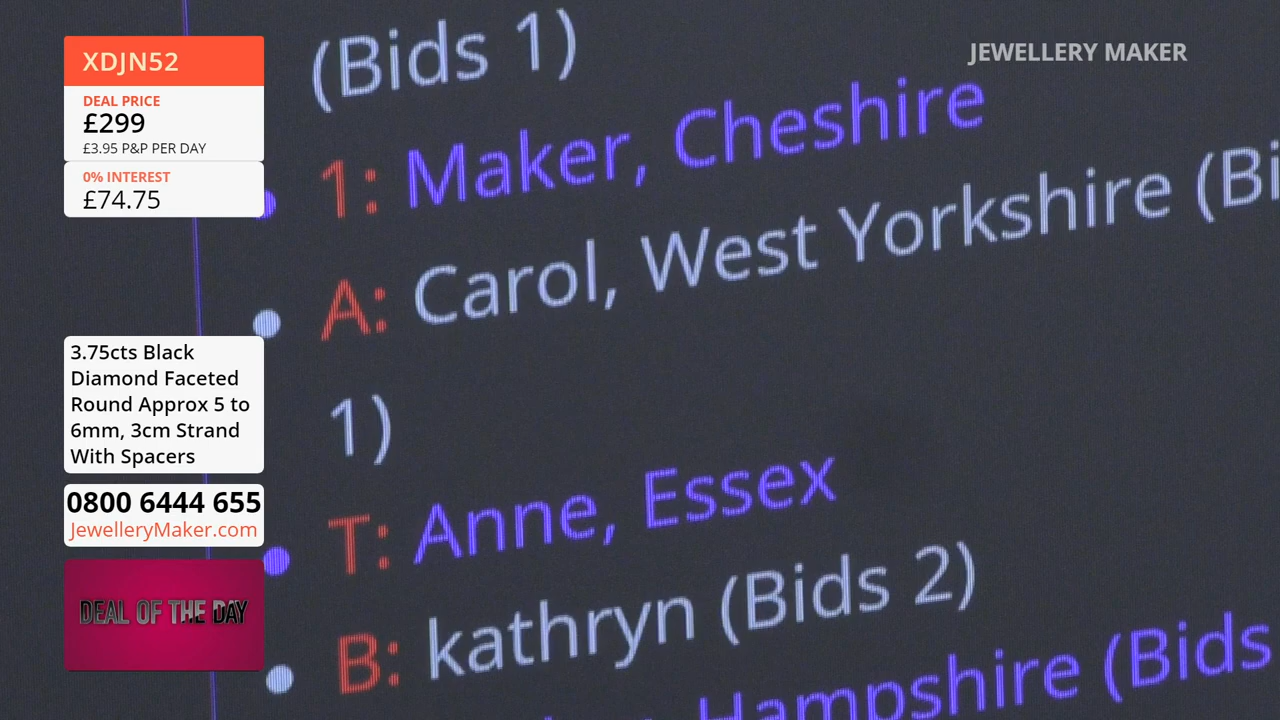 XDJN52
DEAL PRICE
£299
£3.95 P&P PER DAY
0% INTEREST
£74.75
3.75cts Black
Diamond Faceted
Round Approx 5 to
6mm, 3cm Strand
With Spacers
0800 6444 655
JewelleryMaker.com
DEAL OF THE DAY
JEWELLERY MAKER
(Bids 1)
1: Maker, Cheshire
A: Carol, West Yorkshire
1)
T: Anne, Essex
B: kathryn (Bids 2)
Hampshire (Bids